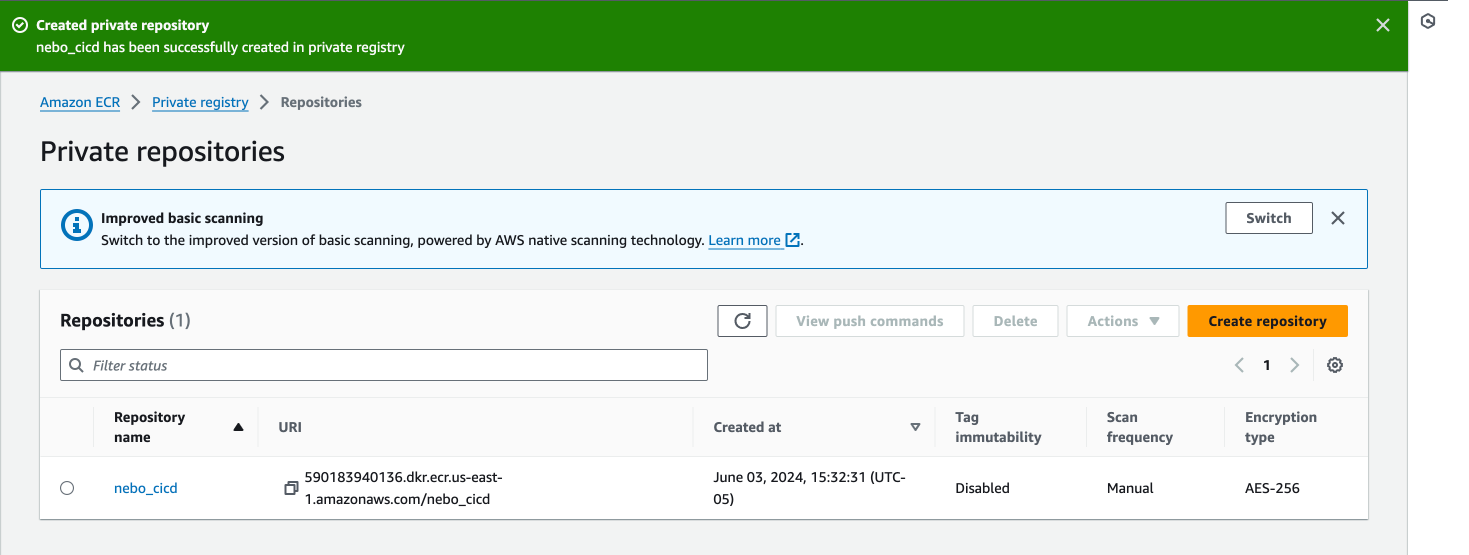 Created private repository
nebo_cicd has been successfully created in private registry
Amazon ECR
Private registry
Repositories
Private repositories
Improved basic scanning
Switch to the improved version of basic scanning, powered by AWS native scanning technology. Learn more.
Switch
Repositories (1)
View push commands
Delete
Actions
Create repository
Filter status
1
Repository
name
URI
Created at
Tag
immutability
Scan
frequency
Encryption
type
nebo_cicd
590183940136.dkr.ecr.us-east-
1.amazonaws.com/nebo_cicd
June 03, 2024, 15:32:31 (UTC-
05)
Disabled
Manual
AES-256